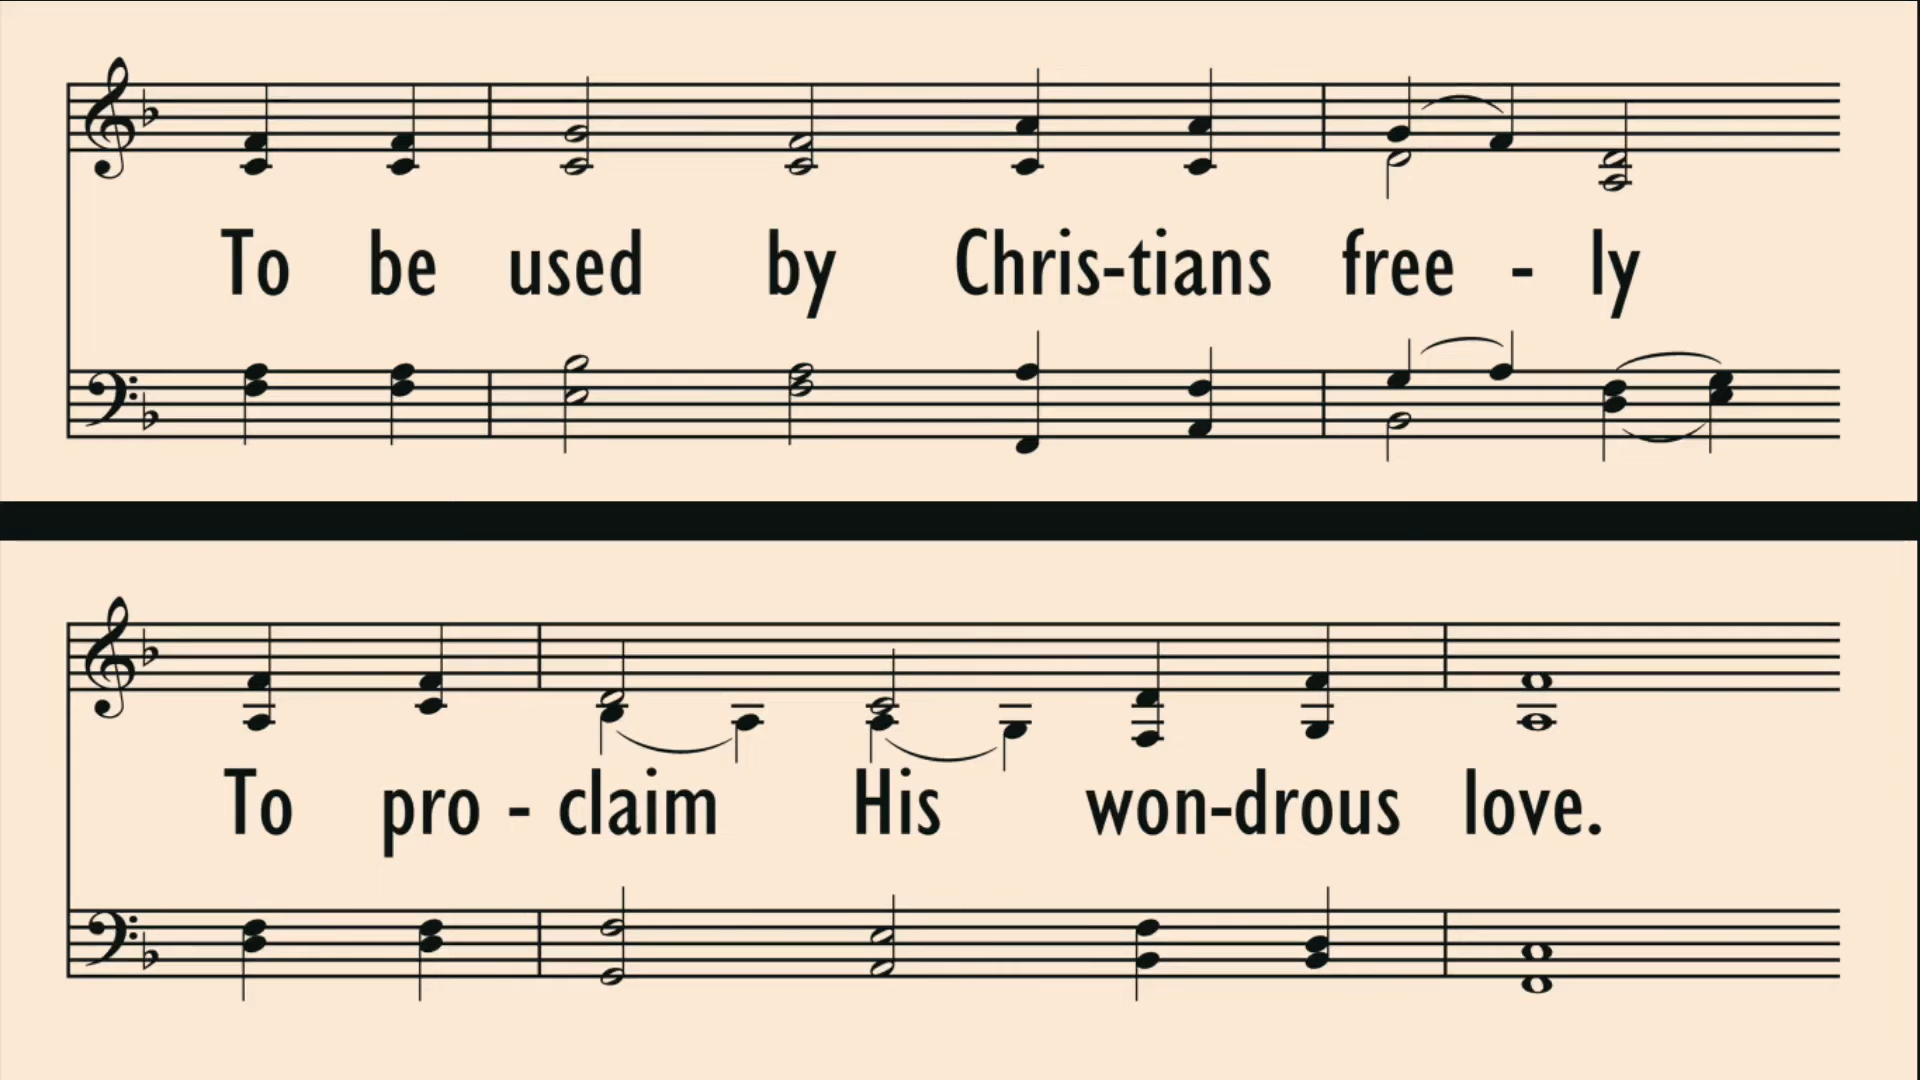 To be used by Chris-tians free - ly
To pro - claim His won-drous love.